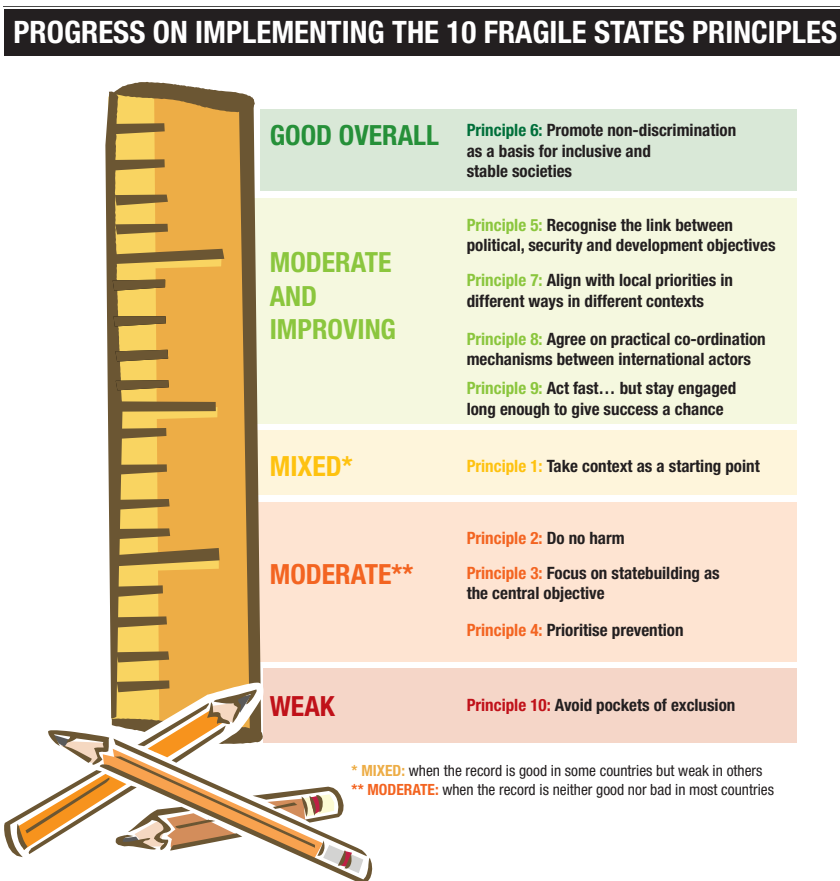 PROGRESS ON IMPLEMENTING THE 10 FRAGILE STATES PRINCIPLES
GOOD OVERALL
Principle 6: Promote non-discrimination
as a basis for inclusive and
stable societies
MODERATE
AND
IMPROVING
Principle 5: Recognise the link between
political, security and development objectives
Principle 7: Align with local priorities in
different ways in different contexts
Principle 8: Agree on practical co-ordination
mechanisms between international actors
Principle 9: Act fast… but stay engaged
long enough to give success a chance
MIXED*
Principle 1: Take context as a starting point
MODERATE**
Principle 2: Do no harm
Principle 3: Focus on statebuilding as
the central objective
Principle 4: Prioritise prevention
WEAK
Principle 10: Avoid pockets of exclusion
* MIXED: when the record is good in some countries but weak in others
** MODERATE: when the record is neither good nor bad in most countries